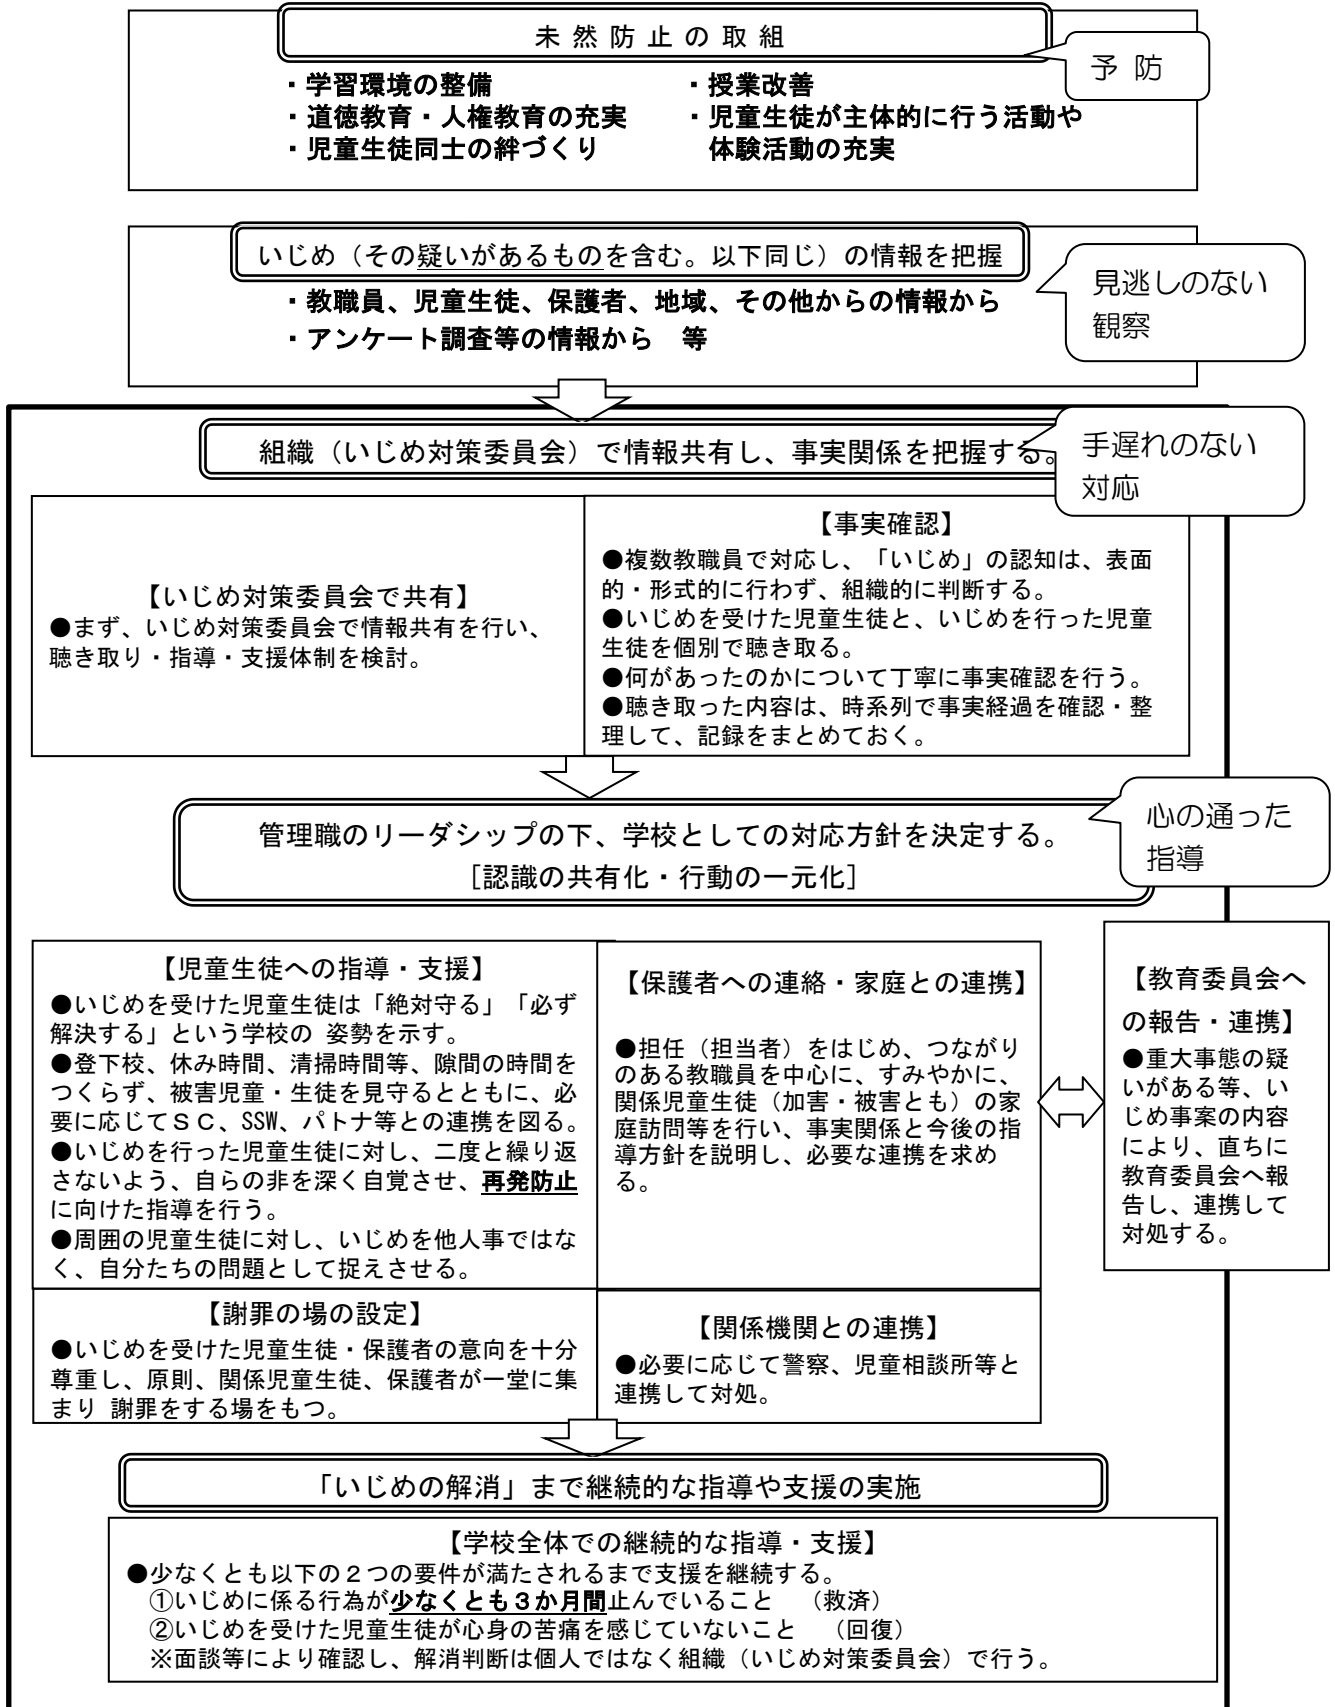 未然防止の取組
予 防
・学習環境の整備
・道徳教育・人権教育の充実
・児童生徒同士の絆づくり
・授業改善
・児童生徒が主体的に行う活動や
体験活動の充実
いじめ（その疑いがあるものを含む。以下同じ）の情報を把握
・教職員、児童生徒、保護者、地域、その他からの情報から
・アンケート調査等の情報から　等
見逃しのない
観察
組織（いじめ対策委員会）で情報共有し、事実関係を把握する。
手遅れのない
対応
【いじめ対策委員会で共有】
●まず、いじめ対策委員会で情報共有を行い、
聴き取り・指導・支援体制を検討。
【事実確認】
●複数教職員で対応し、「いじめ」の認知は、表面
的・形式的に行わず、組織的に判断する。
●いじめを受けた児童生徒と、いじめを行った児童
生徒を個別で聴き取る。
●何があったのかについて丁寧に事実確認を行う。
●聴き取った内容は、時系列で事実経過を確認・整
理して、記録をまとめておく。
管理職のリーダシップの下、学校としての対応方針を決定する。
［認識の共有化・行動の一元化］
心の通った
指導
【児童生徒への指導・支援】
●いじめを受けた児童生徒は「絶対守る」「必ず
解決する」という学校の 姿勢を示す。
●登下校、休み時間、清掃時間等、隙間の時間を
つくらず、被害児童・生徒を見守るとともに、必
要に応じてＳＣ、SSW、パトナ等との連携を図る。
●いじめを行った児童生徒に対し、二度と繰り返
さないよう、自らの非を深く自覚させ、再発防止
に向けた指導を行う。
●周囲の児童生徒に対し、いじめを他人事ではな
く、自分たちの問題として捉えさせる。
【保護者への連絡・家庭との連携】
●担任（担当者）をはじめ、つながり
のある教職員を中心に、すみやかに、
関係児童生徒（加害・被害とも）の家
庭訪問等を行い、事実関係と今後の指
導方針を説明し、必要な連携を求め
る。
【教育委員会へ
の報告・連携】
●重大事態の疑
いがある等、い
じめ事案の内容
により、直ちに
教育委員会へ報
告し、連携して
対処する。
【謝罪の場の設定】
●いじめを受けた児童生徒・保護者の意向を十分
尊重し、原則、関係児童生徒、保護者が一堂に集
まり 謝罪をする場をもつ。
【関係機関との連携】
●必要に応じて警察、児童相談所等と
連携して対処。
「いじめの解消」まで継続的な指導や支援の実施
【学校全体での継続的な指導・支援】
●少なくとも以下の２つの要件が満たされるまで支援を継続する。
①いじめに係る行為が少なくとも３か月間止んでいること　（救済）
②いじめを受けた児童生徒が心身の苦痛を感じていないこと　（回復）
※面談等により確認し、解消判断は個人ではなく組織（いじめ対策委員会）で行う。